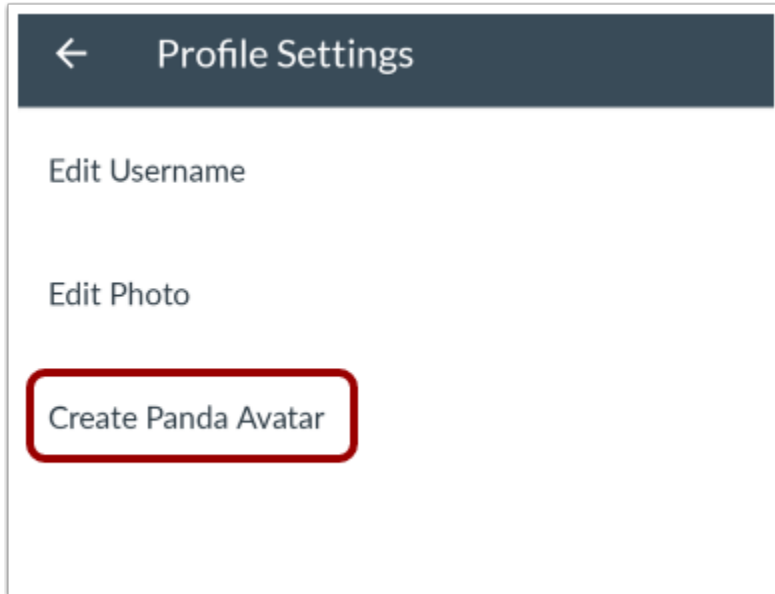 Profile Settings
Edit Username
Edit Photo
Create Panda Avatar